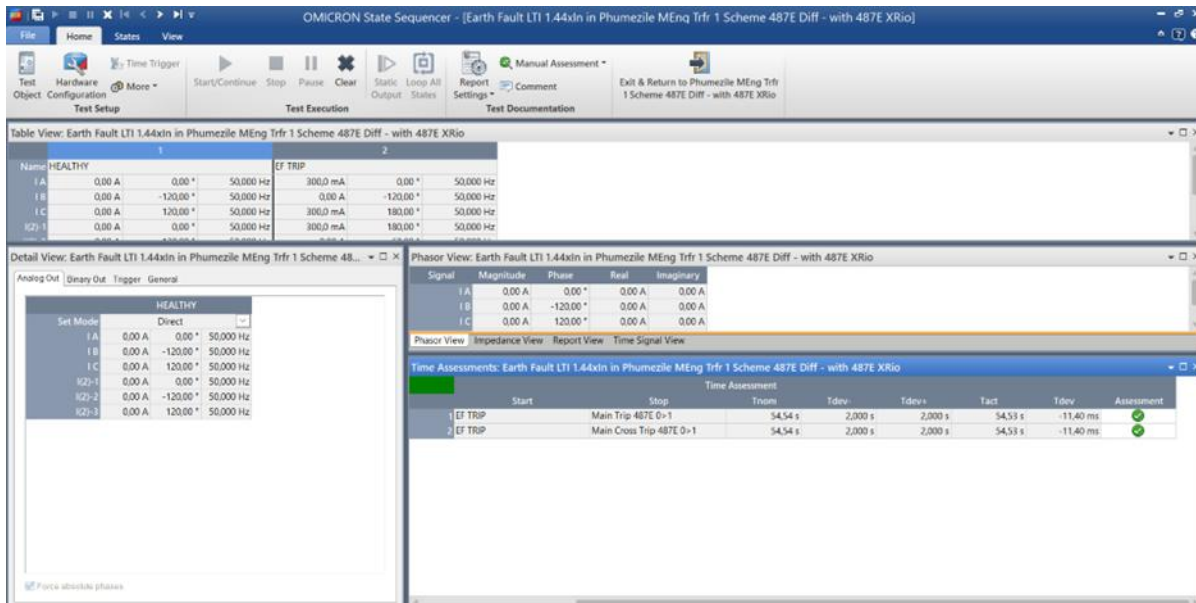 OMICRON State Sequencer - [Earth Fault LTI 1.44xIn in Phumezile MEng Trfr 1 Scheme 487E Diff - with 487E XRio]
File Home States View
Test Object
Hardware Configuration
Time Trigger
More
Test Setup
Start/Continue Stop Pause Clear
Static Output
Loop All States
Test Execution
Report Settings
Manual Assessment
Comment
Test Documentation
Exit & Return to Phumezile MEng Trfr 1 Scheme 487E Diff - with 487E XRio
Table View: Earth Fault LTI 1.44xIn in Phumezile MEng Trfr 1 Scheme 487E Diff - with 487E XRio
1 2
Name HEALTHY EF TRIP
I A 0,00 A 0,00 ° 50,000 Hz 300,0 mA 0,00 ° 50,000 Hz
I B 0,00 A -120,00 ° 50,000 Hz 0,00 A -120,00 ° 50,000 Hz
I C 0,00 A 120,00 ° 50,000 Hz 300,0 mA 180,00 ° 50,000 Hz
I(2)-1 0,00 A 0,00 ° 50,000 Hz 300,0 mA 180,00 ° 50,000 Hz
Detail View: Earth Fault LTI 1.44xIn in Phumezile MEng Trfr 1 Scheme 48...
Analog Out Binary Out Trigger General
HEALTHY
Set Mode Direct
I A 0,00 A 0,00 ° 50,000 Hz
I B 0,00 A -120,00 ° 50,000 Hz
I C 0,00 A 120,00 ° 50,000 Hz
I(2)-1 0,00 A 0,00 ° 50,000 Hz
I(2)-2 0,00 A -120,00 ° 50,000 Hz
I(2)-3 0,00 A 120,00 ° 50,000 Hz
Force absolute phases
Phasor View: Earth Fault LTI 1.44xIn in Phumezile MEng Trfr 1 Scheme 487E Diff - with 487E XRio
Signal Magnitude Phase Real Imaginary
I A 0,00 A 0,00 ° 0,00 A 0,00 A
I B 0,00 A -120,00 ° 0,00 A 0,00 A
I C 0,00 A 120,00 ° 0,00 A 0,00 A
Phasor View Impedance View Report View Time Signal View
Time Assessments: Earth Fault LTI 1.44xIn in Phumezile MEng Trfr 1 Scheme 487E Diff - with 487E XRio
Time Assessment
Start Stop Tnom Tdev- Tdev+ Tact Tdev Assessment
1 EF TRIP Main Trip 487E 0>1 54,54 s 2,000 s 2,000 s 54,53 s -11,40 ms
2 EF TRIP Main Cross Trip 487E 0>1 54,54 s 2,000 s 2,000 s 54,53 s -11,40 ms